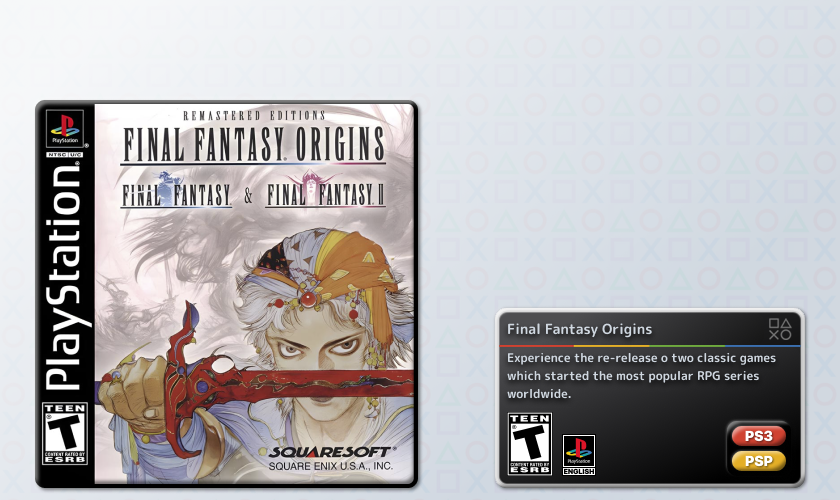 REMASTERED EDITIONS
FINAL FANTASY ORIGINS
FINAL FANTASY & FINAL FANTASY II
PlayStation
NTSC U/C
PlayStation
TEEN
T
CONTENT RATED BY
ESRB
SQUARESOFT
SQUARE ENIX U.S.A., INC.
Final Fantasy Origins
Experience the re-release o two classic games
which started the most popular RPG series
worldwide.
TEEN
T
CONTENT RATED BY
ESRB
PlayStation
ENGLISH
PS3
PSP